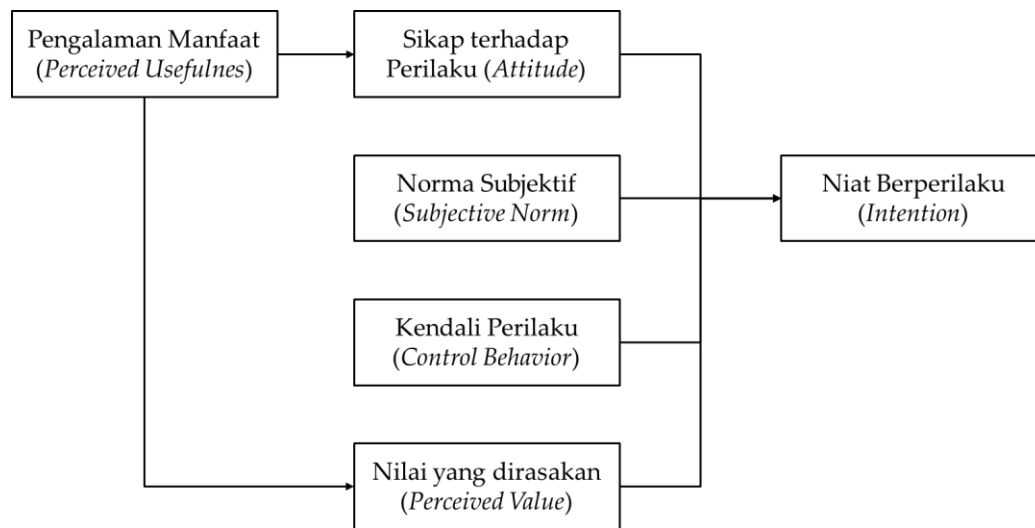 Pengalaman Manfaat
(Perceived Usefulnes)
Sikap terhadap
Perilaku (Attitude)
Norma Subjektif
(Subjective Norm)
Niat Berperilaku
(Intention)
Kendali Perilaku
(Control Behavior)
Nilai yang dirasakan
(Perceived Value)